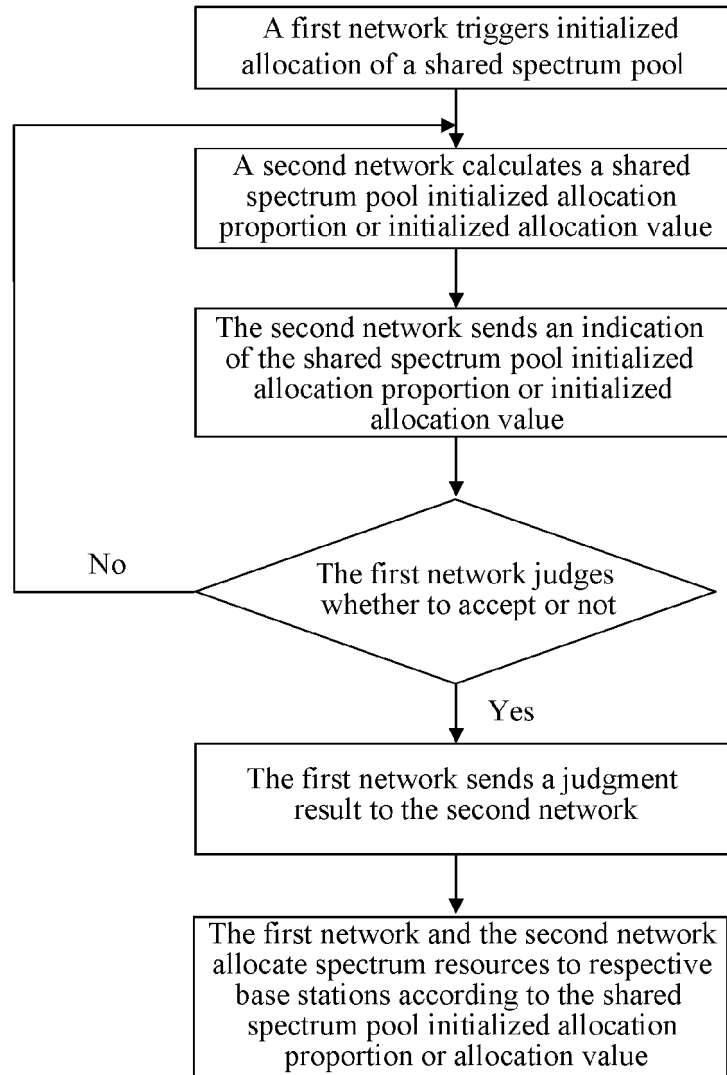 A first network triggers initialized
allocation of a shared spectrum pool
A second network calculates a shared
spectrum pool initialized allocation
proportion or initialized allocation value
The second network sends an indication
of the shared spectrum pool initialized
allocation proportion or initialized
allocation value
No
The first network judges
whether to accept or not
Yes
The first network sends a judgment
result to the second network
The first network and the second network
allocate spectrum resources to respective
base stations according to the shared
spectrum pool initialized allocation
proportion or allocation value